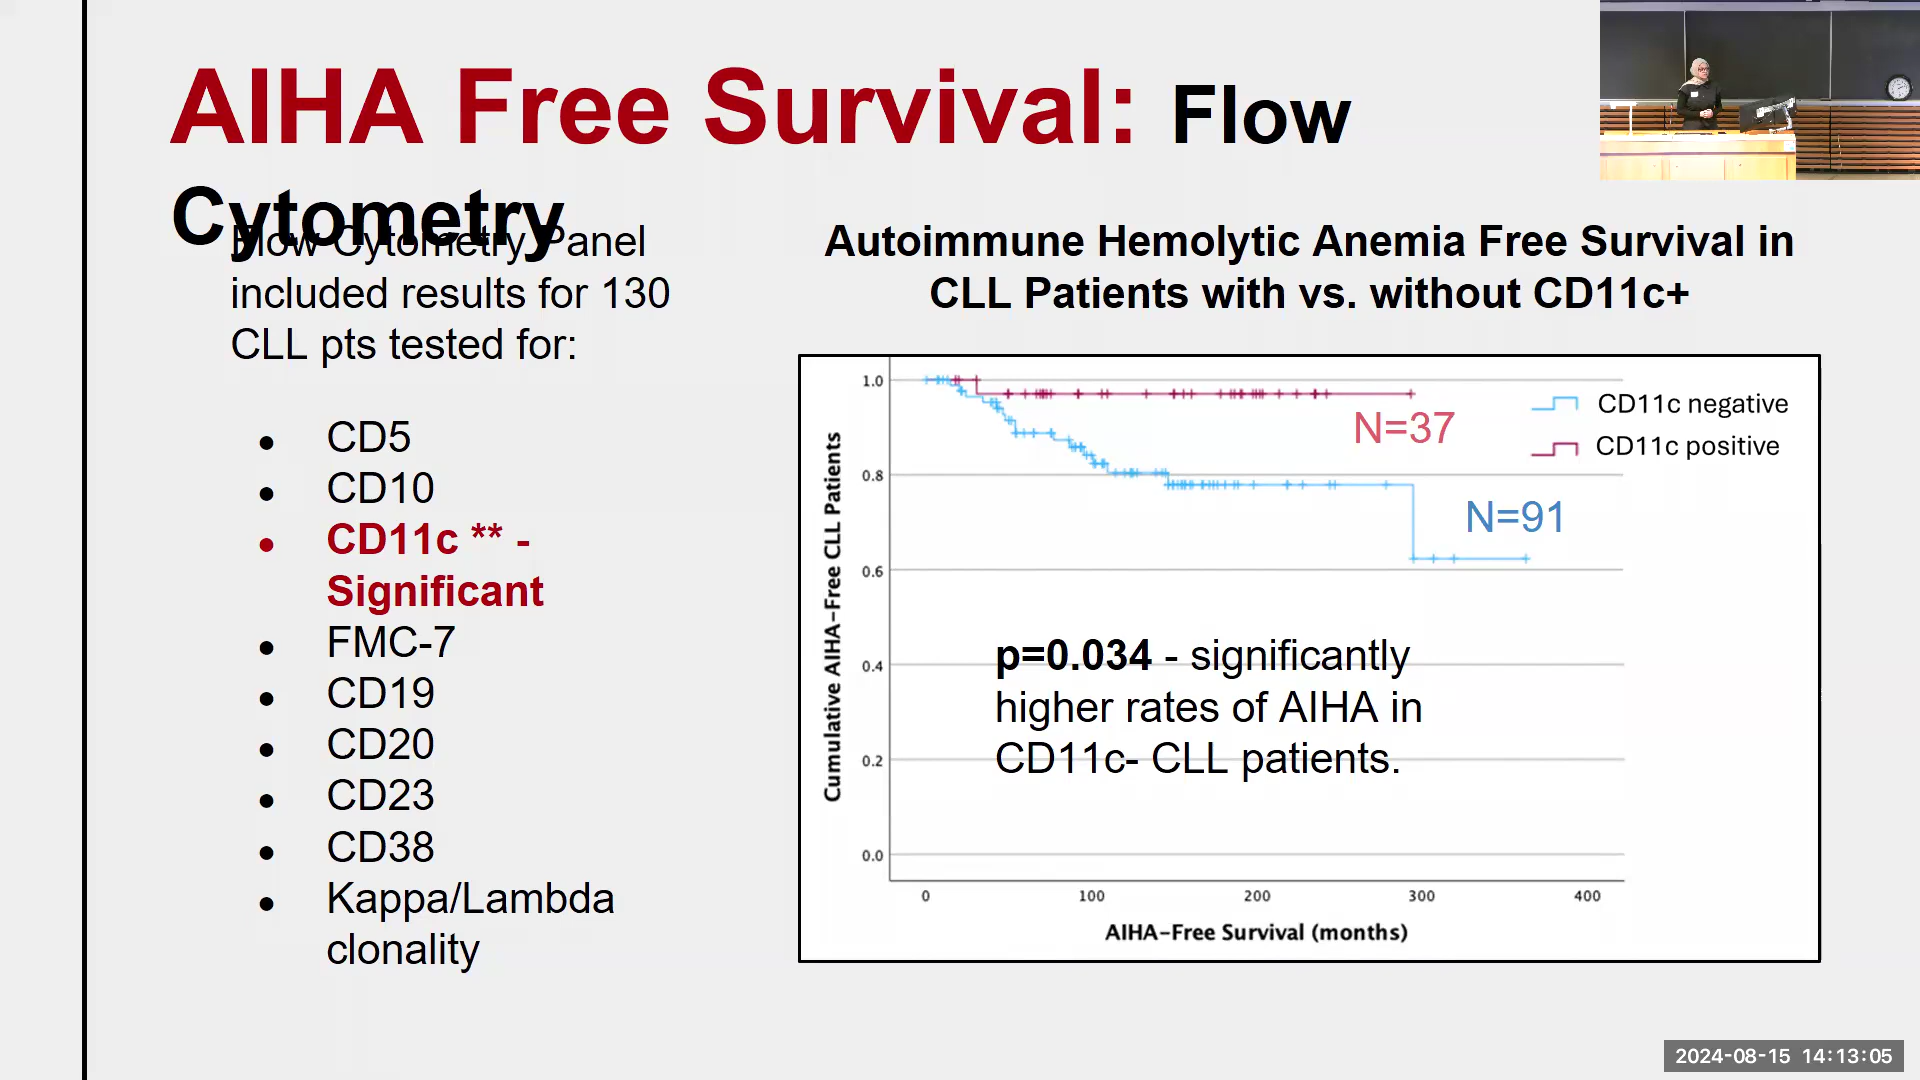 AIHA Free Survival: Flow
Cytometry
Flow Cytometry Panel
included results for 130
CLL pts tested for:
● CD5
● CD10
● CD11c ** -
Significant
● FMC-7
● CD19
● CD20
● CD23
● CD38
● Kappa/Lambda
clonality
Autoimmune Hemolytic Anemia Free Survival in
CLL Patients with vs. without CD11c+
Cumulative AIHA-Free CLL Patients
1.0
0.8
0.6
0.4
0.2
0.0
CD11c negative
CD11c positive
N=37
N=91
p=0.034 - significantly
higher rates of AIHA in
CD11c- CLL patients.
0 100 200 300 400
AIHA-Free Survival (months)
2024-08-15 14:13:05